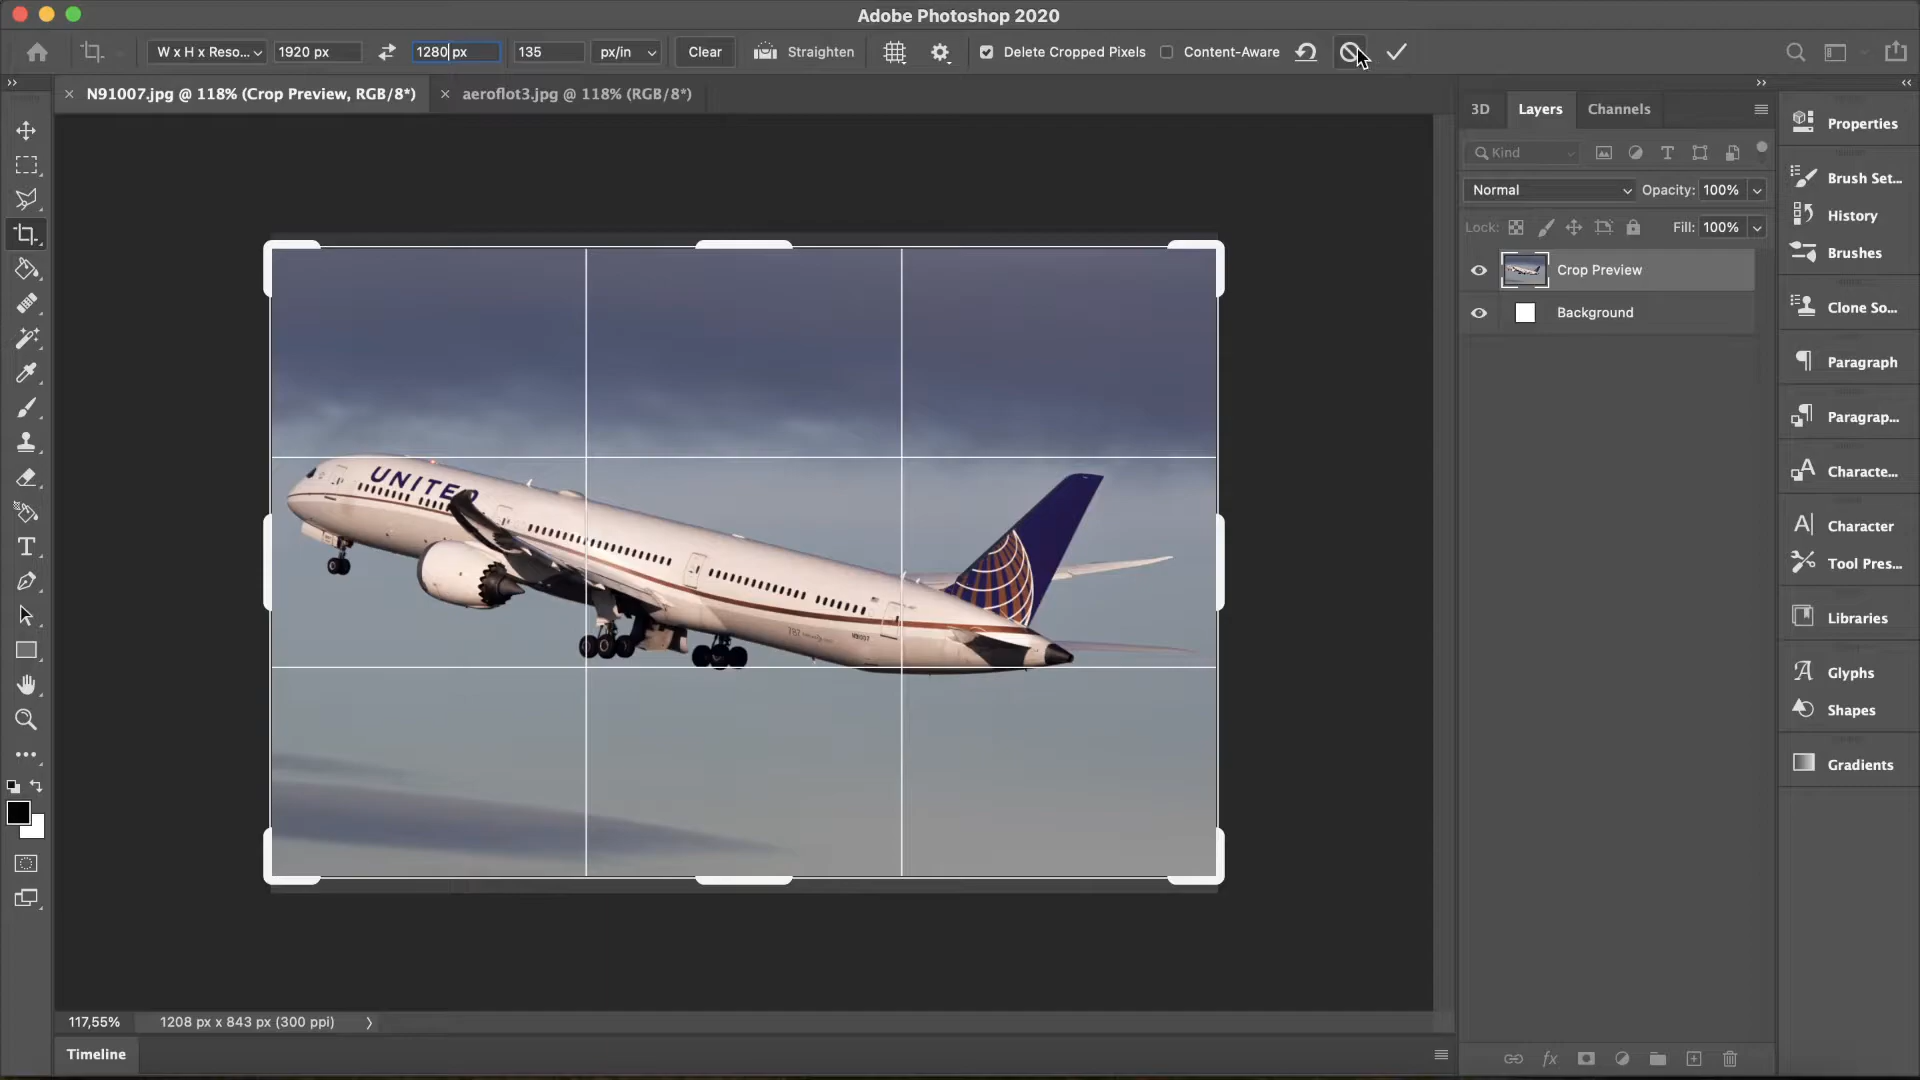 Adobe Photoshop 2020
W x H x Reso... 1920 px 1280 px 135 px/in Clear Straighten Delete Cropped Pixels Content-Aware
N91007.jpg @ 118% (Crop Preview, RGB/8*) aeroflot3.jpg @ 118% (RGB/8*)
3D Layers Channels
Kind
Normal Opacity: 100%
Lock: Fill: 100%
Crop Preview
Background
Properties
Brush Set...
History
Brushes
Clone So...
Paragraph
Paragrap...
Characte...
Character
Tool Pres...
Libraries
Glyphs
Shapes
Gradients
UNITED
787
N91007
117,55% 1208 px x 843 px (300 ppi)
Timeline